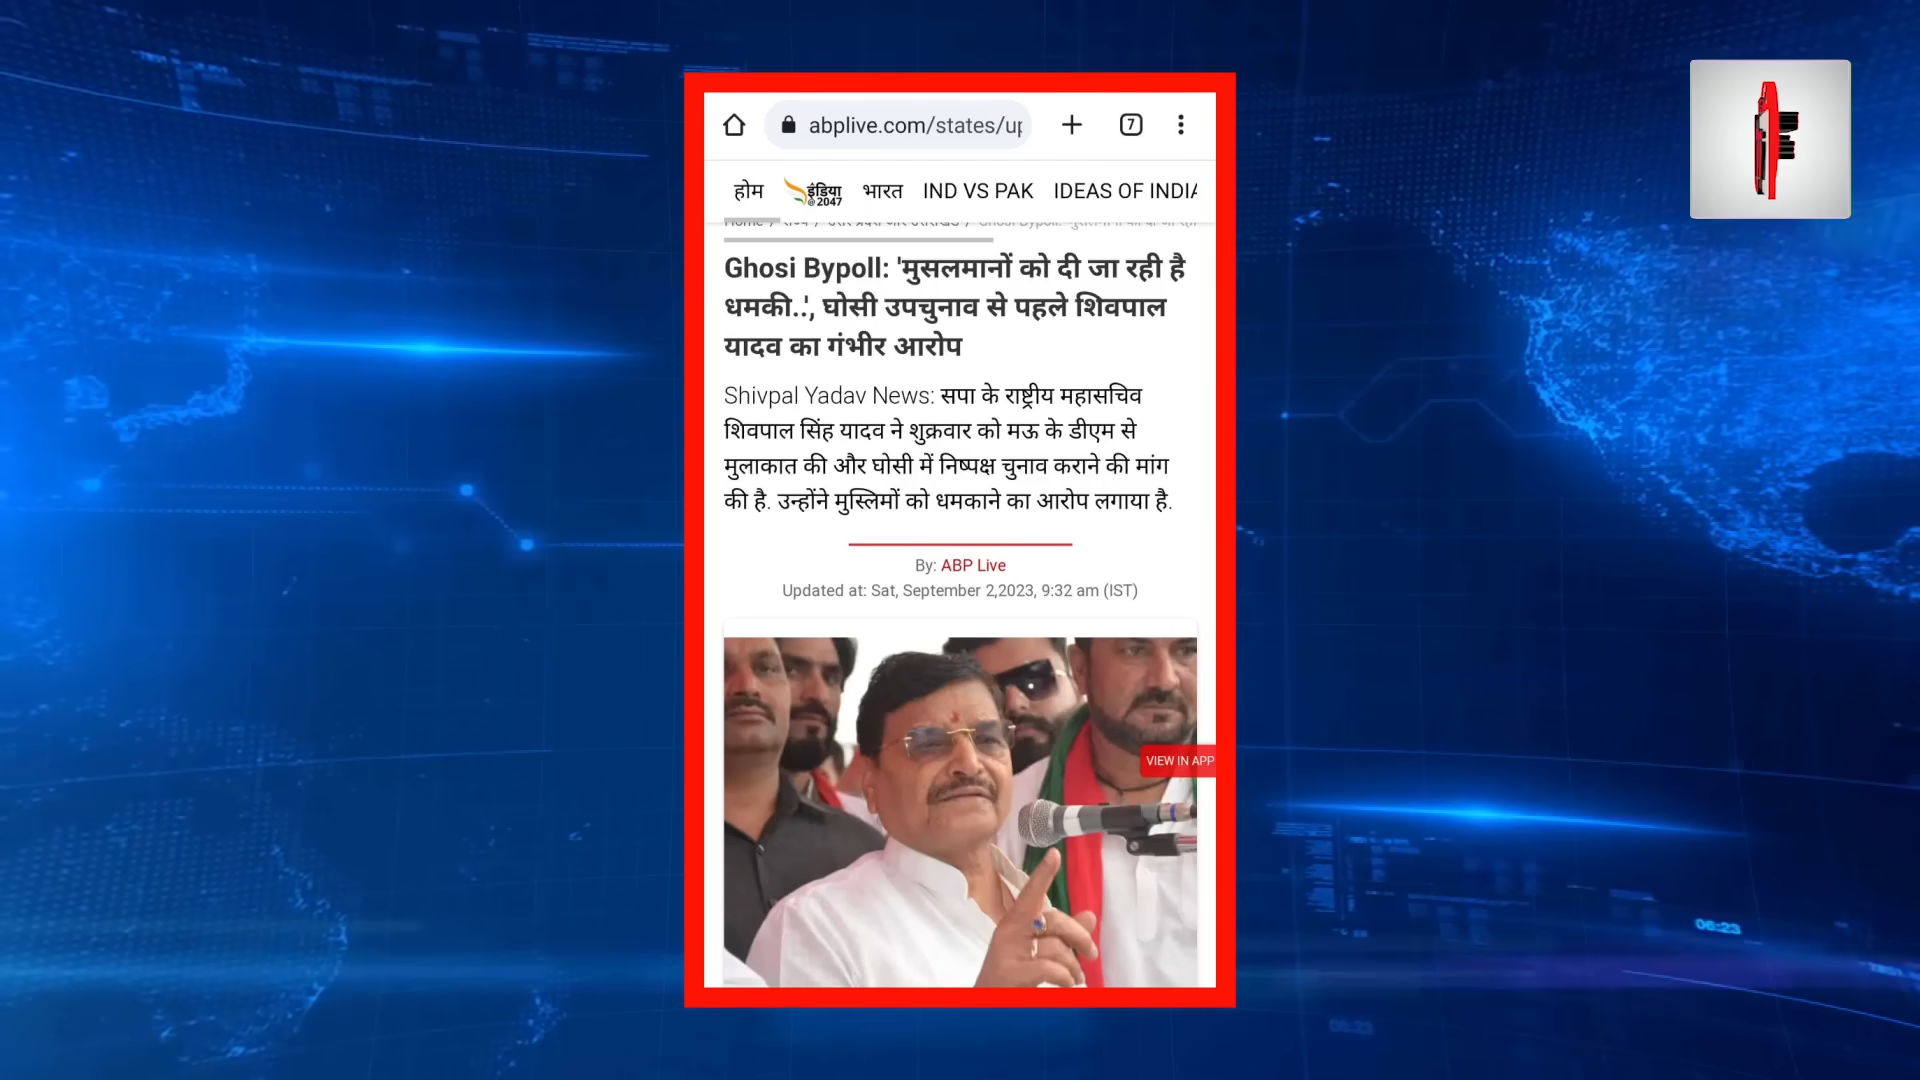 abplive.com/states/up
7
होम
इंडिया
@ 2047
भारत
IND VS PAK
IDEAS OF INDIA
Ghosi Bypoll: 'मुसलमानों को दी जा रही है
धमकी..', घोसी उपचुनाव से पहले शिवपाल
यादव का गंभीर आरोप
Shivpal Yadav News: सपा के राष्ट्रीय महासचिव
शिवपाल सिंह यादव ने शुक्रवार को मऊ के डीएम से
मुलाकात की और घोसी में निष्पक्ष चुनाव कराने की मांग
की है. उन्होंने मुस्लिमों को धमकाने का आरोप लगाया है.
By: ABP Live
Updated at: Sat, September 2,2023, 9:32 am (IST)
VIEW IN APP
06:23